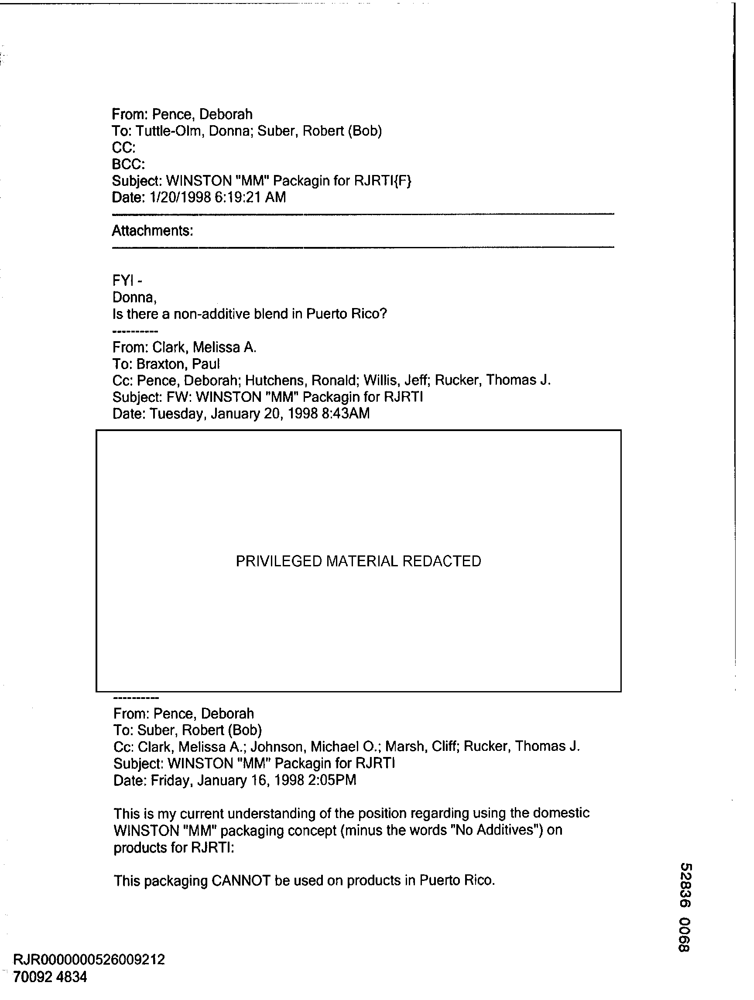 From: Pence, Deborah
To: Tuttle-Olm, Donna; Suber, Robert (Bob)
CC:
BCC:
Subject: WINSTON "MM" Packagin for RJRTI{F}
Date: 1/20/1998 6:19:21 AM
Attachments:
FYI -
Donna,
Is there a non-additive blend in Puerto Rico?
----------
From: Clark, Melissa A.
To: Braxton, Paul
Cc: Pence, Deborah; Hutchens, Ronald; Willis, Jeff; Rucker, Thomas J.
Subject: FW: WINSTON "MM" Packagin for RJRTI
Date: Tuesday, January 20, 1998 8:43AM
PRIVILEGED MATERIAL REDACTED
----------
From: Pence, Deborah
To: Suber, Robert (Bob)
Cc: Clark, Melissa A.; Johnson, Michael O.; Marsh, Cliff; Rucker, Thomas J.
Subject: WINSTON "MM" Packagin for RJRTI
Date: Friday, January 16, 1998 2:05PM
This is my current understanding of the position regarding using the domestic
WINSTON "MM" packaging concept (minus the words "No Additives") on
products for RJRTI:
This packaging CANNOT be used on products in Puerto Rico.
52836 0068
RJR0000000526009212
70092 4834